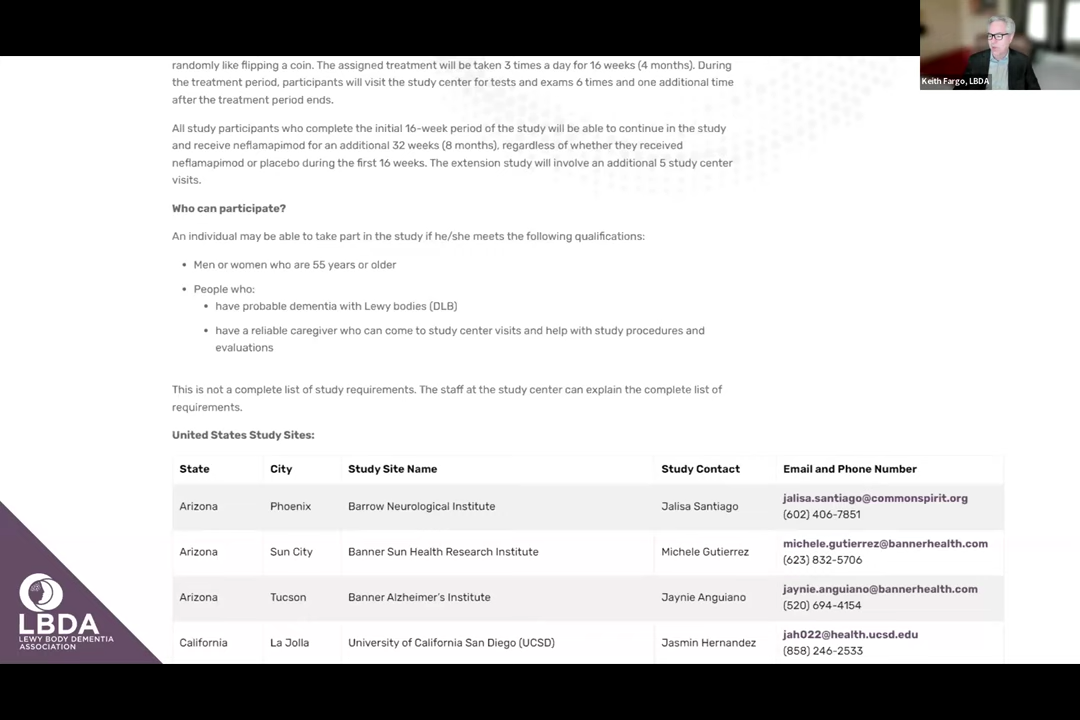 Keith Fargo, LBDA
randomly like flipping a coin. The assigned treatment will be taken 3 times a day for 16 weeks (4 months). During
the treatment period, participants will visit the study center for tests and exams 6 times and one additional time
after the treatment period ends.
All study participants who complete the initial 16-week period of the study will be able to continue in the study
and receive neflamapimod for an additional 32 weeks (8 months), regardless of whether they received
neflamapimod or placebo during the first 16 weeks. The extension study will involve an additional 5 study center
visits.
Who can participate?
An individual may be able to take part in the study if he/she meets the following qualifications:
• Men or women who are 55 years or older
• People who:
• have probable dementia with Lewy bodies (DLB)
• have a reliable caregiver who can come to study center visits and help with study procedures and
evaluations
This is not a complete list of study requirements. The staff at the study center can explain the complete list of
requirements.
United States Study Sites:
State City Study Site Name Study Contact Email and Phone Number
Arizona Phoenix Barrow Neurological Institute Jalisa Santiago jalisa.santiago@commonspirit.org
(602) 406-7851
Arizona Sun City Banner Sun Health Research Institute Michele Gutierrez michele.gutierrez@bannerhealth.com
(623) 832-5706
Arizona Tucson Banner Alzheimer's Institute Jaynie Anguiano jaynie.anguiano@bannerhealth.com
(520) 694-4154
California La Jolla University of California San Diego (UCSD) Jasmin Hernandez jah022@health.ucsd.edu
(858) 246-2533
LBDA
LEWY BODY DEMENTIA
ASSOCIATION